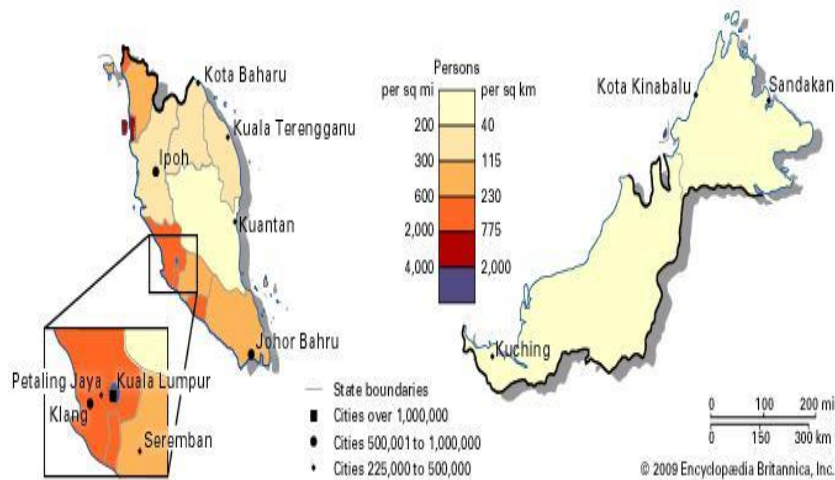 Kota Baharu
Kuala Terengganu
Ipoh
Kuantan
Johor Bahru
Petaling Jaya
Kuala Lumpur
Klang
Seremban
Persons
per sq mi per sq km
200 40
300 115
600 230
2,000 775
4,000 2,000
State boundaries
Cities over 1,000,000
Cities 500,001 to 1,000,000
Cities 225,000 to 500,000
Kota Kinabalu
Sandakan
Kuching
0 100 200 mi
0 150 300 km
© 2009 Encyclopædia Britannica, Inc.